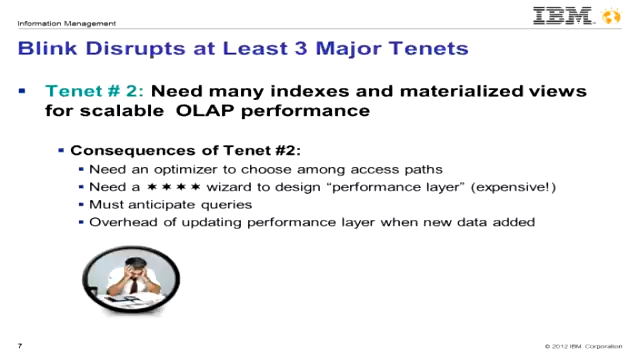 Information Management
IBM
Blink Disrupts at Least 3 Major Tenets
Tenet # 2: Need many indexes and materialized views
for scalable OLAP performance
Consequences of Tenet #2:
Need an optimizer to choose among access paths
Need a ★ ★ ★ ★ wizard to design “performance layer” (expensive!)
Must anticipate queries
Overhead of updating performance layer when new data added
7
© 2012 IBM Corporation